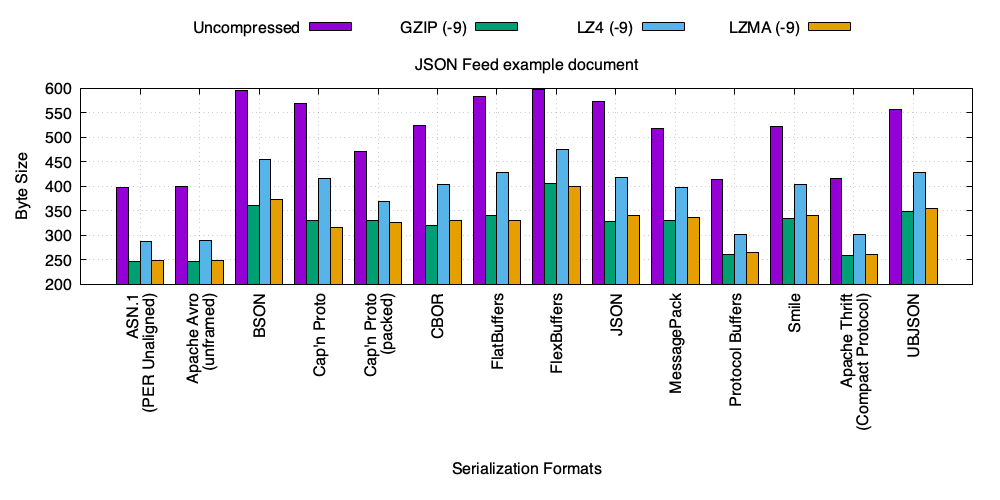 Uncompressed GZIP (-9) LZ4 (-9) LZMA (-9)
JSON Feed example document
Byte Size
600
550
500
450
400
350
300
250
200
ASN.1
(PER Unaligned)
Apache Avro
(unframed)
BSON
Cap'n Proto
Cap'n Proto
(packed)
CBOR
FlatBuffers
FlexBuffers
JSON
MessagePack
Protocol Buffers
Smile
Apache Thrift
(Compact Protocol)
UBJSON
Serialization Formats